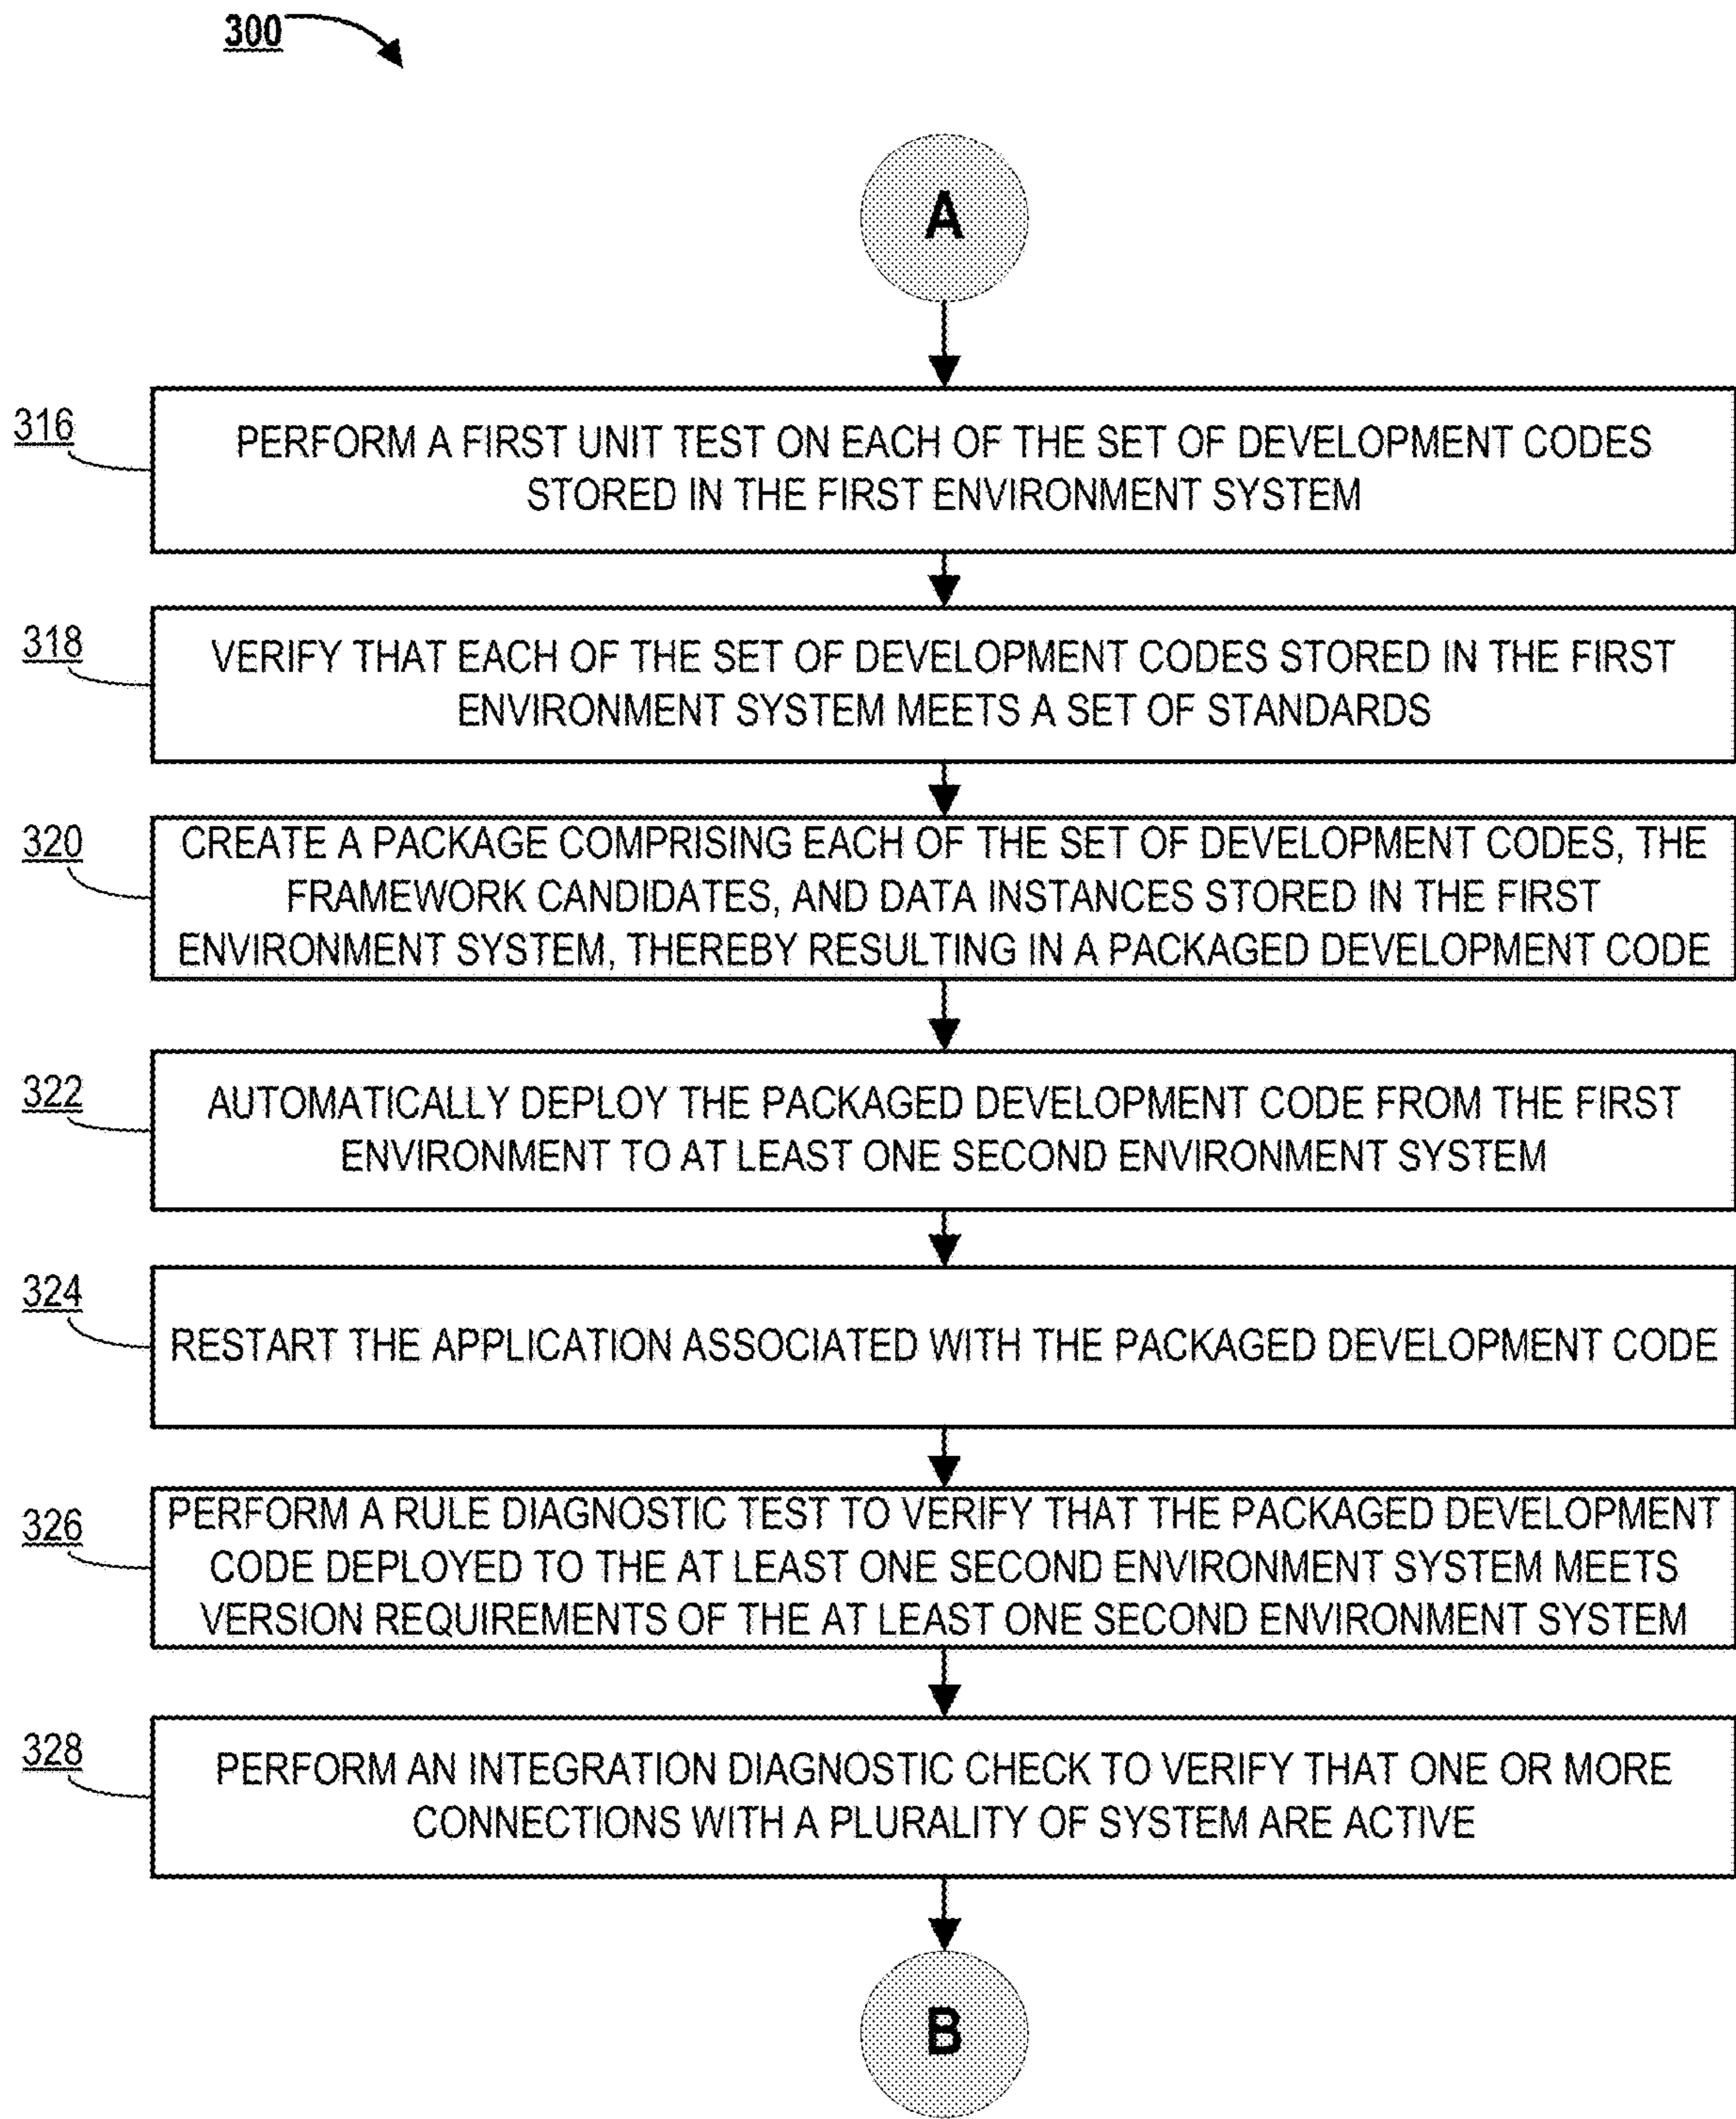 300
A
316
PERFORM A FIRST UNIT TEST ON EACH OF THE SET OF DEVELOPMENT CODES
STORED IN THE FIRST ENVIRONMENT SYSTEM
318
VERIFY THAT EACH OF THE SET OF DEVELOPMENT CODES STORED IN THE FIRST
ENVIRONMENT SYSTEM MEETS A SET OF STANDARDS
320
CREATE A PACKAGE COMPRISING EACH OF THE SET OF DEVELOPMENT CODES, THE
FRAMEWORK CANDIDATES, AND DATA INSTANCES STORED IN THE FIRST
ENVIRONMENT SYSTEM, THEREBY RESULTING IN A PACKAGED DEVELOPMENT CODE
322
AUTOMATICALLY DEPLOY THE PACKAGED DEVELOPMENT CODE FROM THE FIRST
ENVIRONMENT TO AT LEAST ONE SECOND ENVIRONMENT SYSTEM
324
RESTART THE APPLICATION ASSOCIATED WITH THE PACKAGED DEVELOPMENT CODE
326
PERFORM A RULE DIAGNOSTIC TEST TO VERIFY THAT THE PACKAGED DEVELOPMENT
CODE DEPLOYED TO THE AT LEAST ONE SECOND ENVIRONMENT SYSTEM MEETS
VERSION REQUIREMENTS OF THE AT LEAST ONE SECOND ENVIRONMENT SYSTEM
328
PERFORM AN INTEGRATION DIAGNOSTIC CHECK TO VERIFY THAT ONE OR MORE
CONNECTIONS WITH A PLURALITY OF SYSTEM ARE ACTIVE
B